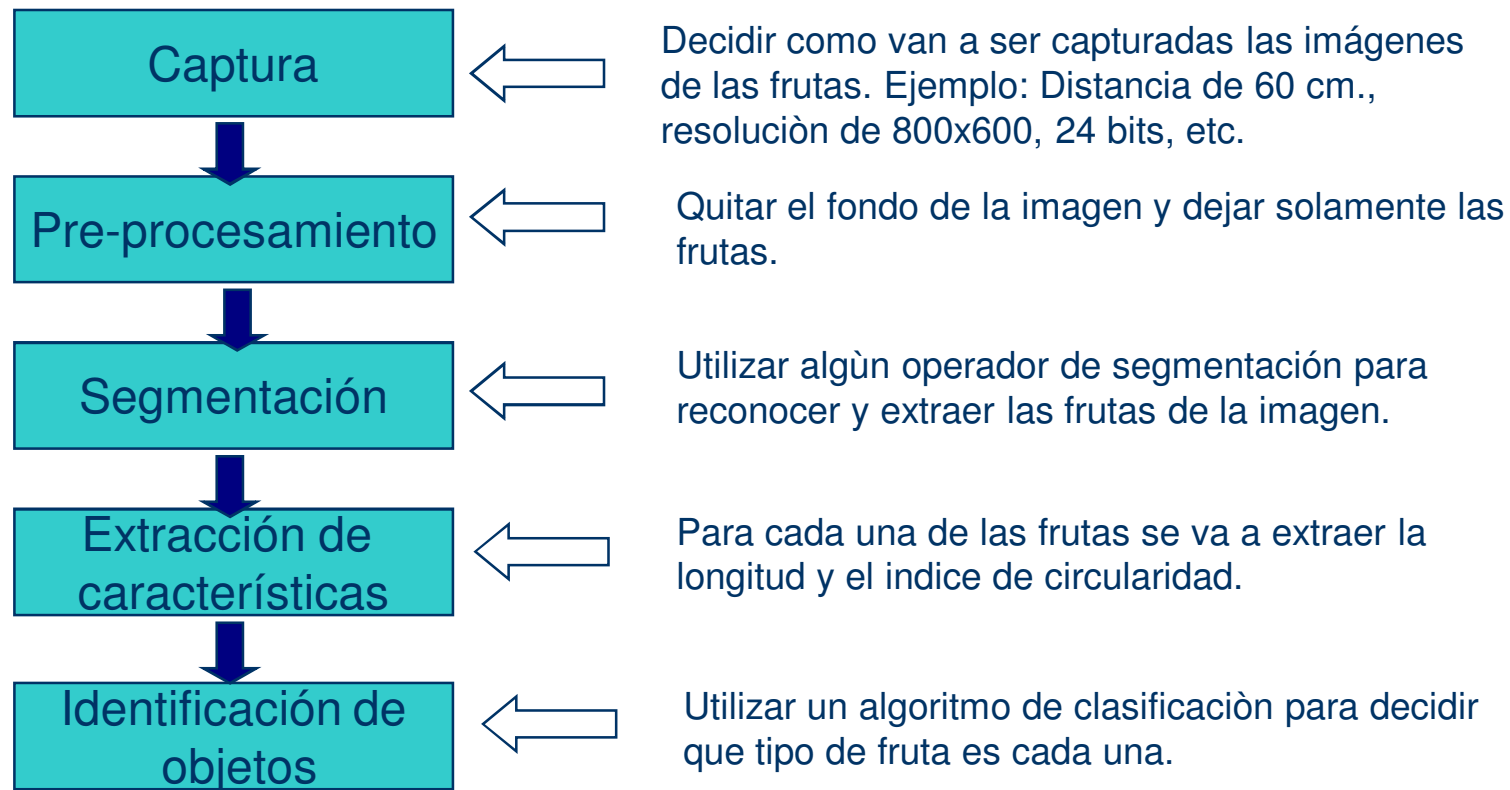 Captura
Decidir como van a ser capturadas las imágenes
de las frutas. Ejemplo: Distancia de 60 cm.,
resoluciòn de 800x600, 24 bits, etc.
Pre-procesamiento
Quitar el fondo de la imagen y dejar solamente las
frutas.
Segmentación
Utilizar algùn operador de segmentación para
reconocer y extraer las frutas de la imagen.
Extracción de
características
Para cada una de las frutas se va a extraer la
longitud y el indice de circularidad.
Identificación de
objetos
Utilizar un algoritmo de clasificaciòn para decidir
que tipo de fruta es cada una.